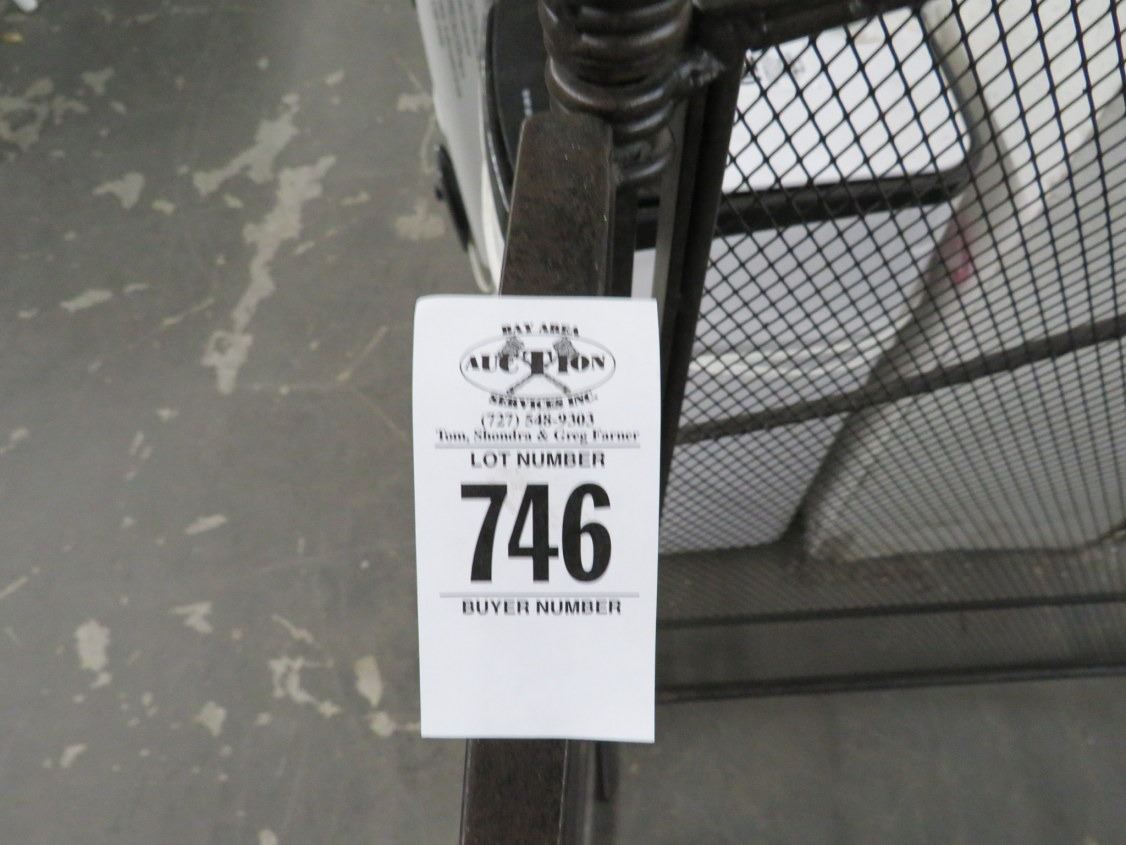 BAY AREA
AUCTION
SERVICES INC.
(727) 548-9303
Tom, Shondra & Greg Farner
LOT NUMBER
746
BUYER NUMBER